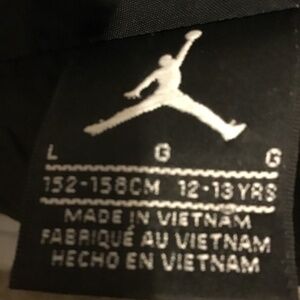 L G G
152-158CM 12-13YRS
MADE IN VIETNAM
FABRIQUÉ AU VIETNAM
HECHO EN VIETNAM